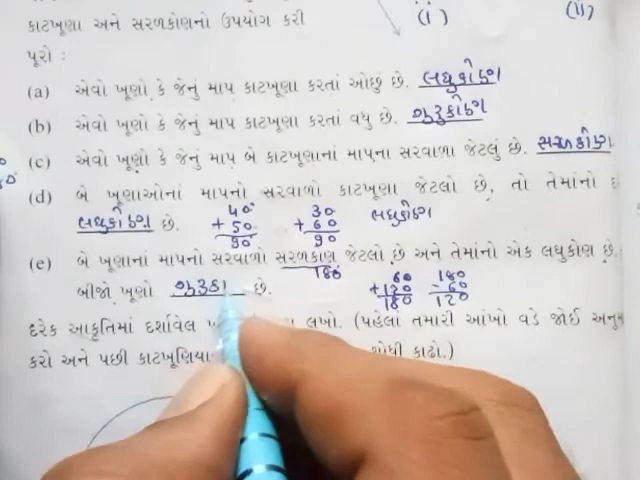 કાટખૂણા અને સરળકોણનો ઉપયોગ કરી (i) (ii)
પૂરો :
(a) એવો ખૂણો કે જેનું માપ કાટખૂણા કરતાં ઓછું છે. લઘુકોણ
(b) એવો ખૂણો કે જેનું માપ કાટખૂણા કરતાં વધુ છે. ગુરુકોણ
(c) એવો ખૂણો કે જેનું માપ બે કાટખૂણાનાં માપના સરવાળા જેટલું છે. સરળકોણ
(d) બે ખૂણાઓનાં માપનો સરવાળો કાટખૂણા જેટલો છે, તો તેમાંનો
લઘુકોણ છે. 40° + 50° 90° 30 + 60 90 લઘુકોણ
(e) બે ખૂણાનાં માપનો સરવાળો સરળકોણ જેટલો છે અને તેમાંનો એક લઘુકોણ છે.
180°
બીજો ખૂણો ગુરુકો છે. 60 + 120 180 180 - 60 120
દરેક આકૃતિમાં દર્શાવેલ લખો. (પહેલાં તમારી આંખો વડે જોઈ
કરો અને પછી કાટખૂણિયા શોધી કાઢો.)